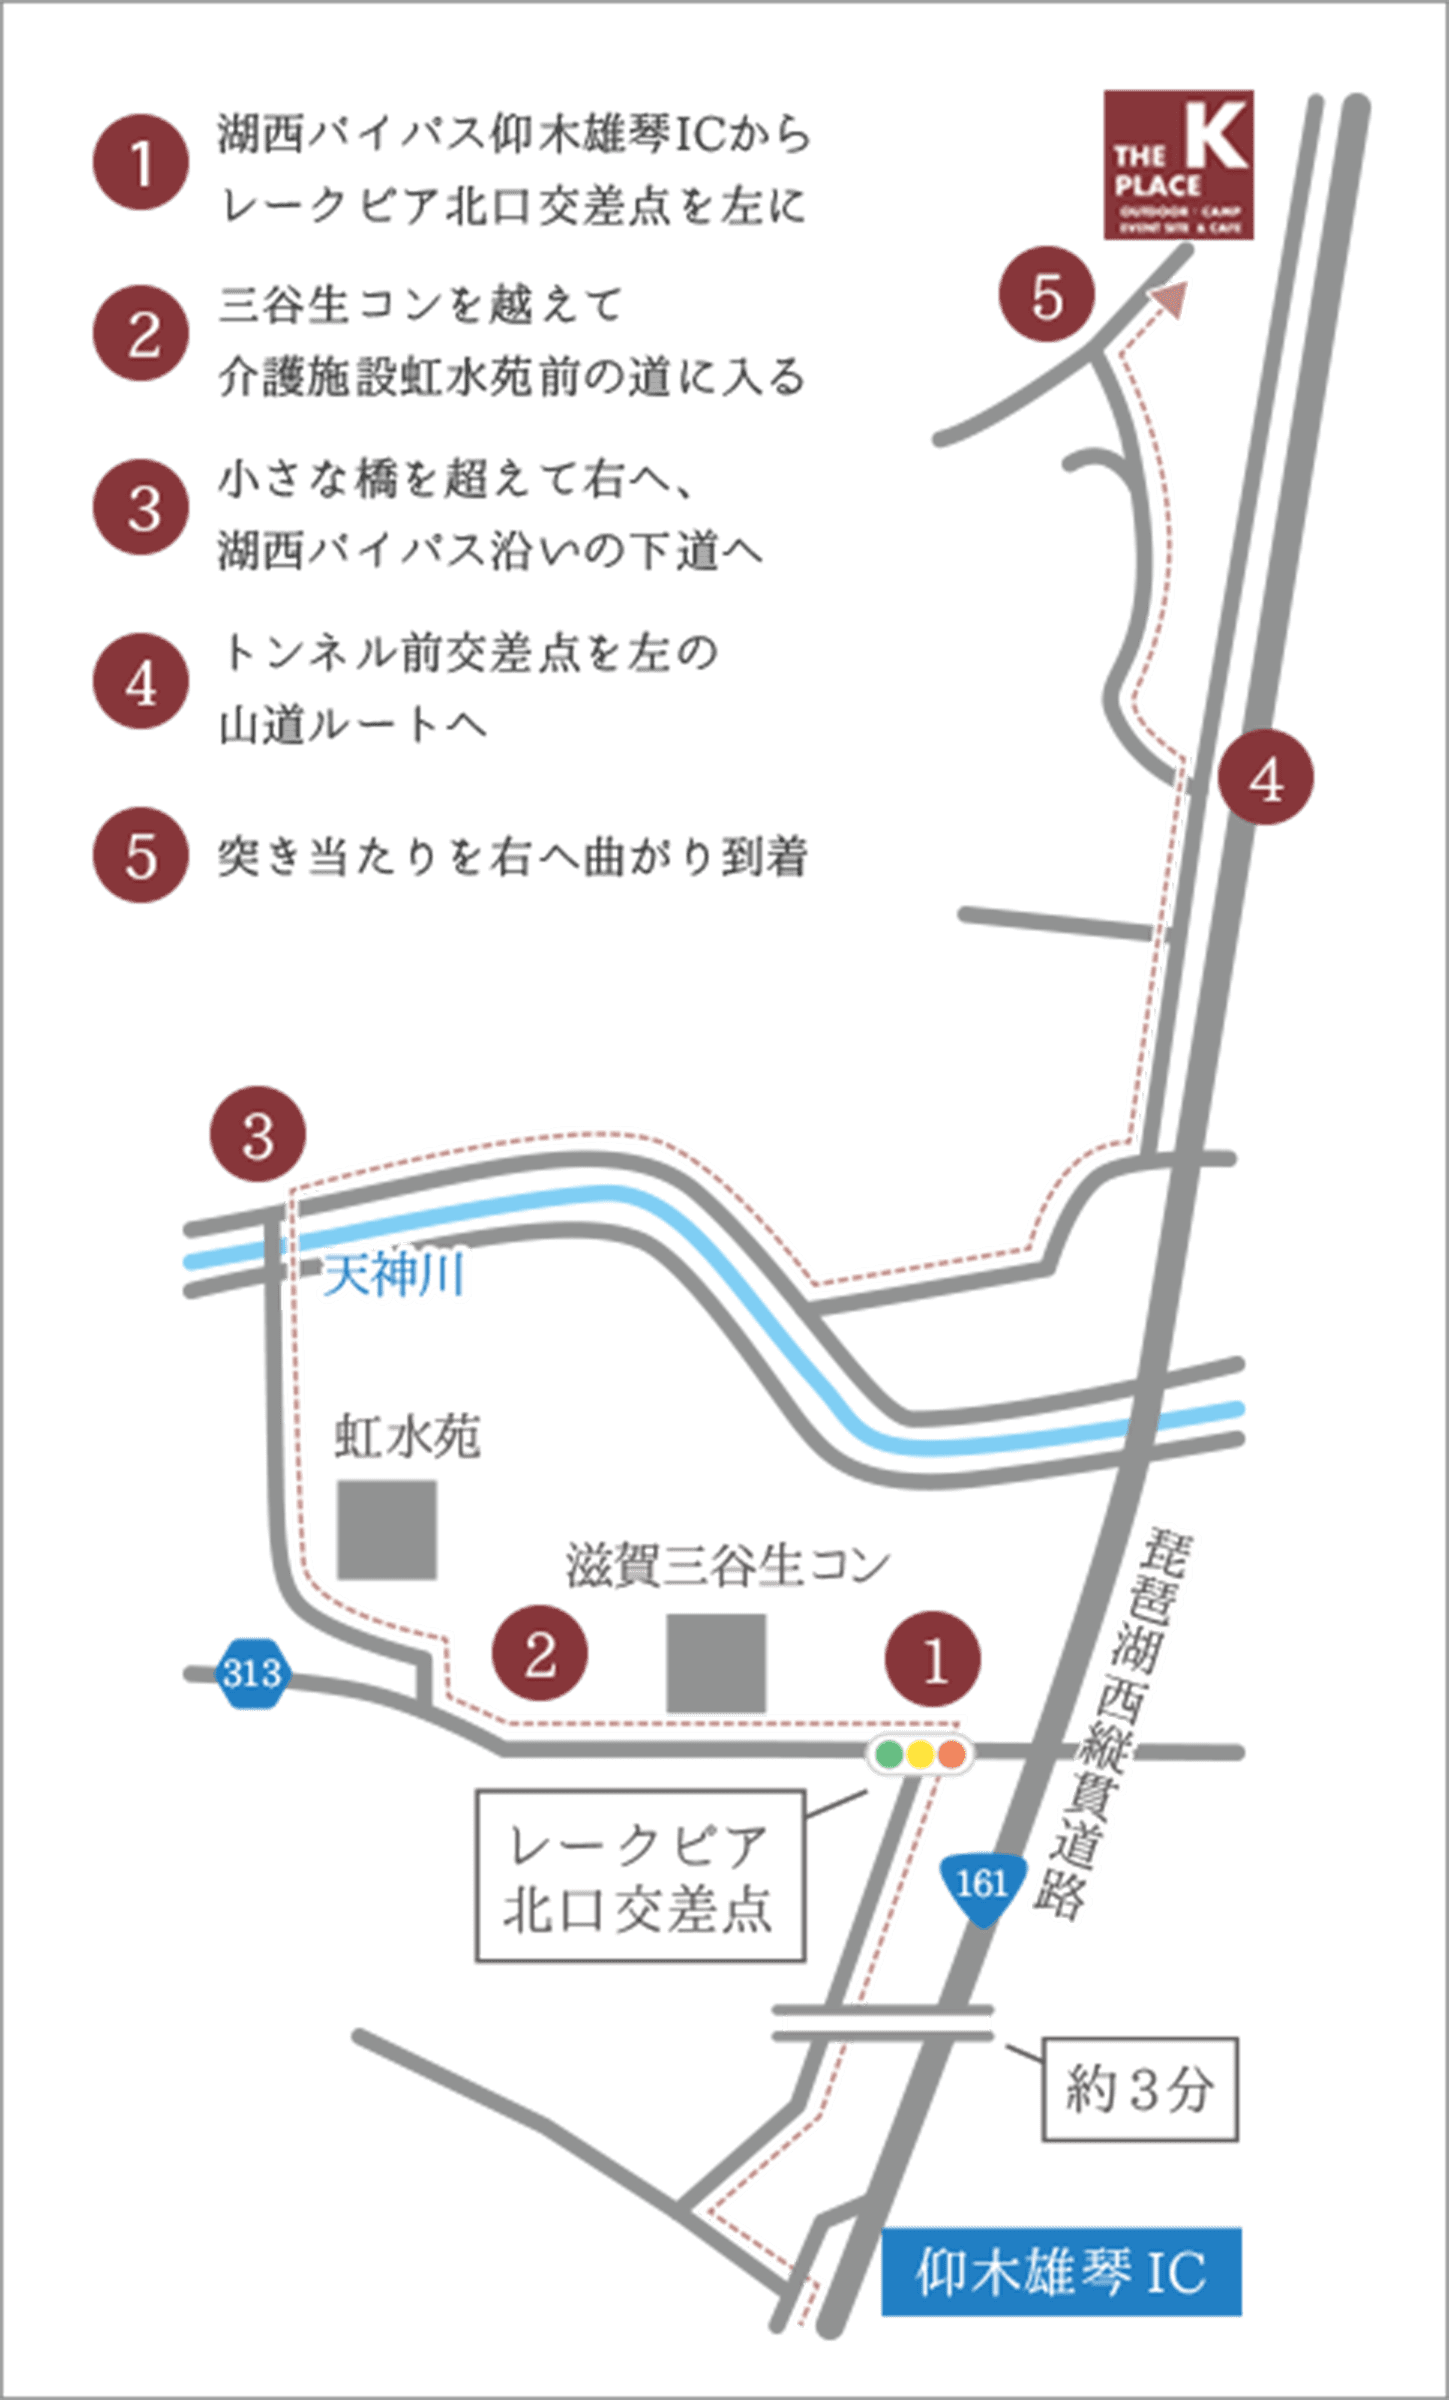 1
湖西バイパス仰木雄琴ICから
レークピア北口交差点を左に
2
三谷生コンを越えて
介護施設虹水苑前の道に入る
3
小さな橋を超えて右へ、
湖西バイパス沿いの下道へ
4
トンネル前交差点を左の
山道ルートへ
5
突き当たりを右へ曲がり到着
THE K
PLACE
OUTDOOR · CAMP
EVENT SITE & CAFE
5
4
3
天神川
虹水苑
滋賀三谷生コン
2
1
313
琵琶湖西縦貫道路
レークピア
北口交差点
161
約3分
仰木雄琴 IC